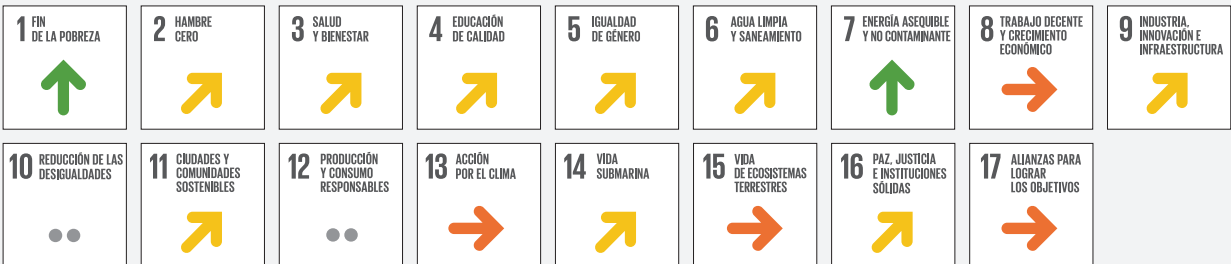 1 FIN
DE LA POBREZA
2 HAMBRE
CERO
3 SALUD
Y BIENESTAR
4 EDUCACIÓN
DE CALIDAD
5 IGUALDAD
DE GÉNERO
6 AGUA LIMPIA
Y SANEAMIENTO
7 ENERGÍA ASEQUIBLE
Y NO CONTAMINANTE
8 TRABAJO DECENTE
Y CRECIMIENTO
ECONÓMICO
9 INDUSTRIA,
INNOVACIÓN E
INFRAESTRUCTURA
10 REDUCCIÓN DE LAS
DESIGUALDADES
11 CIUDADES Y
COMUNIDADES
SOSTENIBLES
12 PRODUCCIÓN
Y CONSUMO
RESPONSABLES
13 ACCIÓN
POR EL CLIMA
14 VIDA
SUBMARINA
15 VIDA
DE ECOSISTEMAS
TERRESTRES
16 PAZ, JUSTICIA
E INSTITUCIONES
SÓLIDAS
17 ALIANZAS PARA
LOGRAR
LOS OBJETIVOS